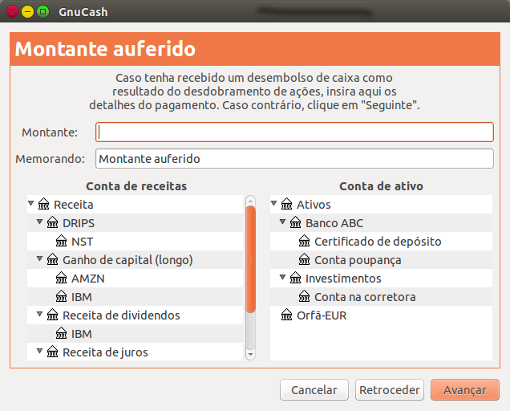 GnuCash
Montante auferido
Caso tenha recebido um desembolso de caixa como
resultado do desdobramento de ações, insira aqui os
detalhes do pagamento. Caso contrário, clique em "Seguinte".
Montante:
Memorando: Montante auferido
Conta de receitas
Receita
DRIPS
NST
Ganho de capital (longo)
AMZN
IBM
Receita de dividendos
IBM
Receita de juros
Conta de ativo
Ativos
Banco ABC
Certificado de depósito
Conta poupança
Investimentos
Conta na corretora
Orfã-EUR
Cancelar Retroceder Avançar